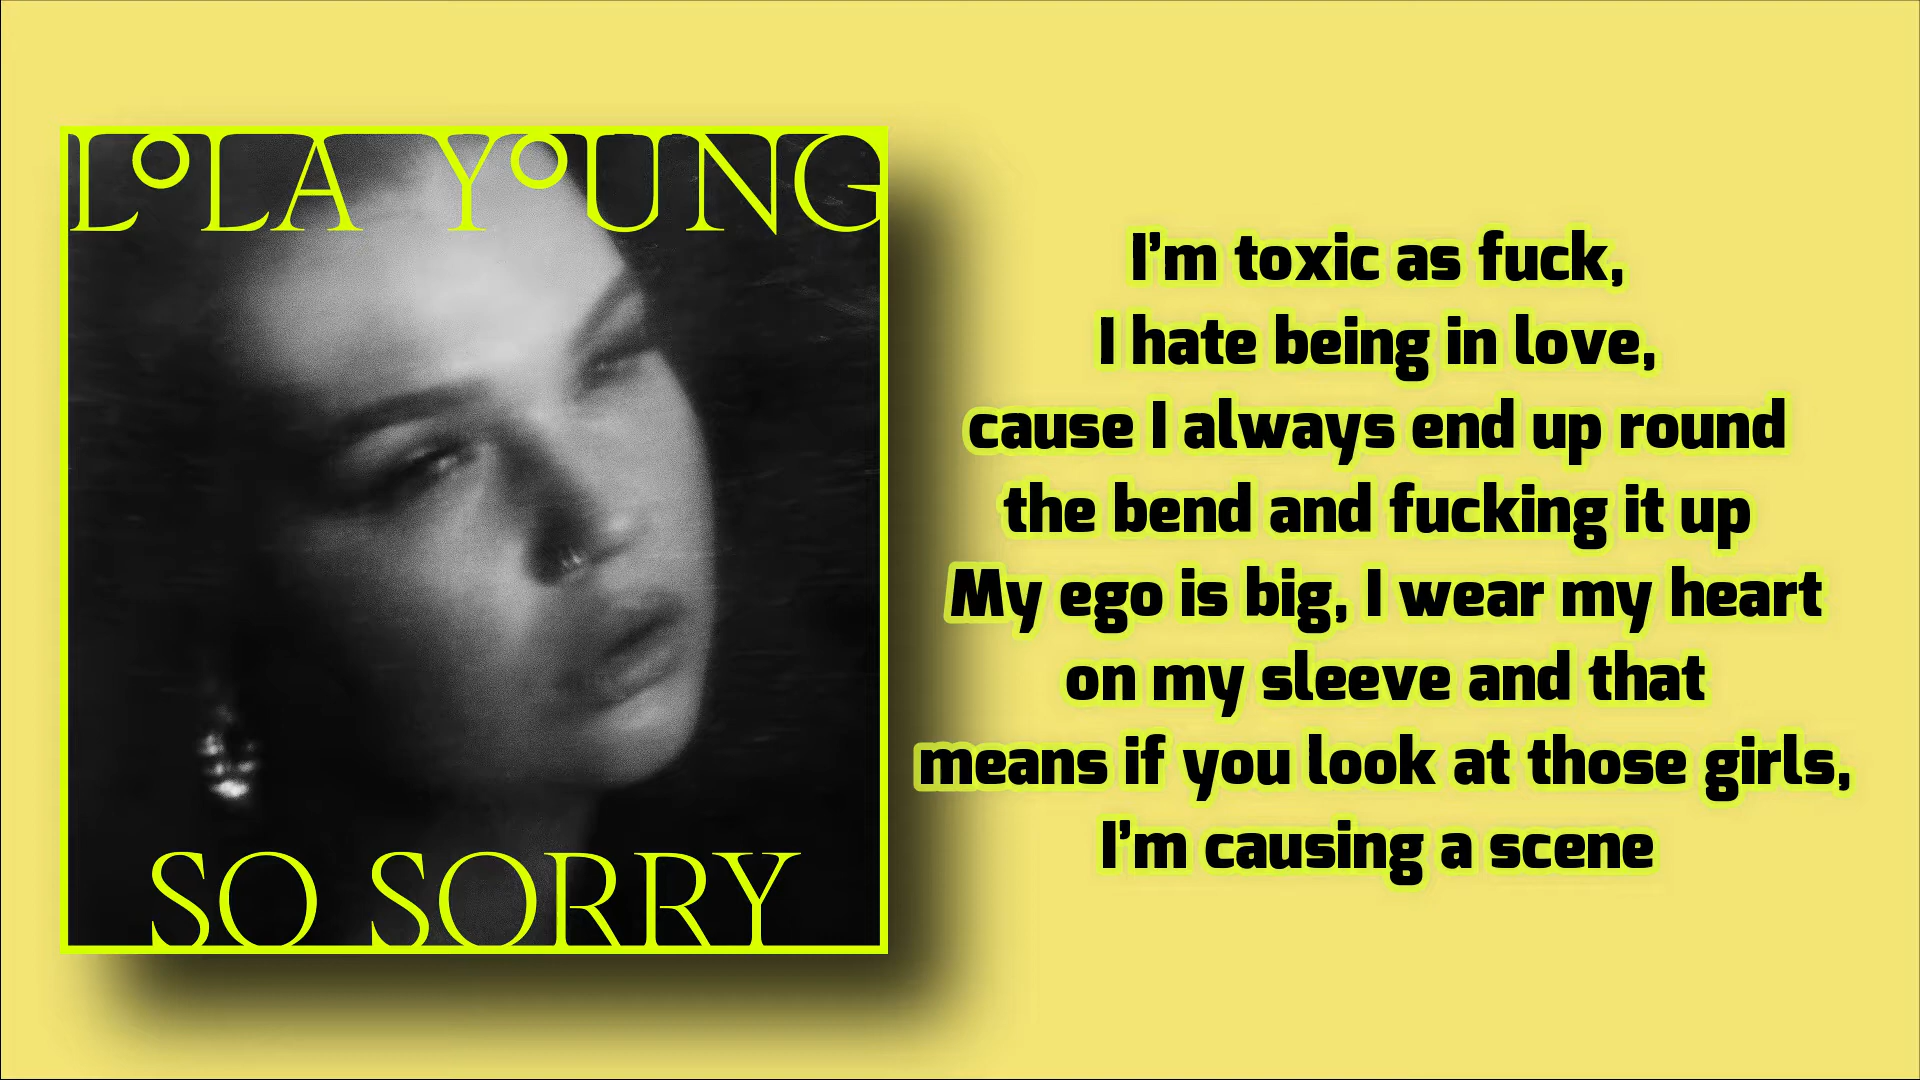 LOLA YOUNG
SO SORRY
I’m toxic as fuck,
I hate being in love,
cause I always end up round
the bend and fucking it up
My ego is big, I wear my heart
on my sleeve and that
means if you look at those girls,
I’m causing a scene